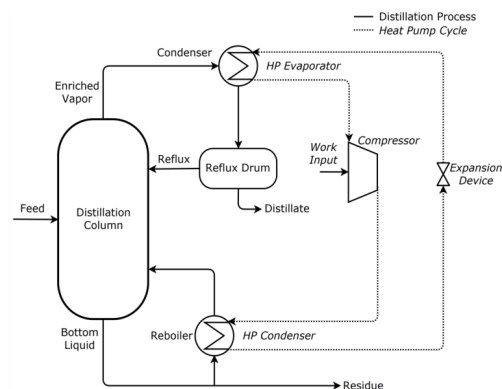 Distillation Process
Heat Pump Cycle
Condenser
HP Evaporator
Enriched
Vapor
Compressor
Work
Input
Reflux
Reflux Drum
Expansion
Device
Feed
Distillation
Column
Distillate
Bottom
Liquid
Reboiler
HP Condenser
Residue